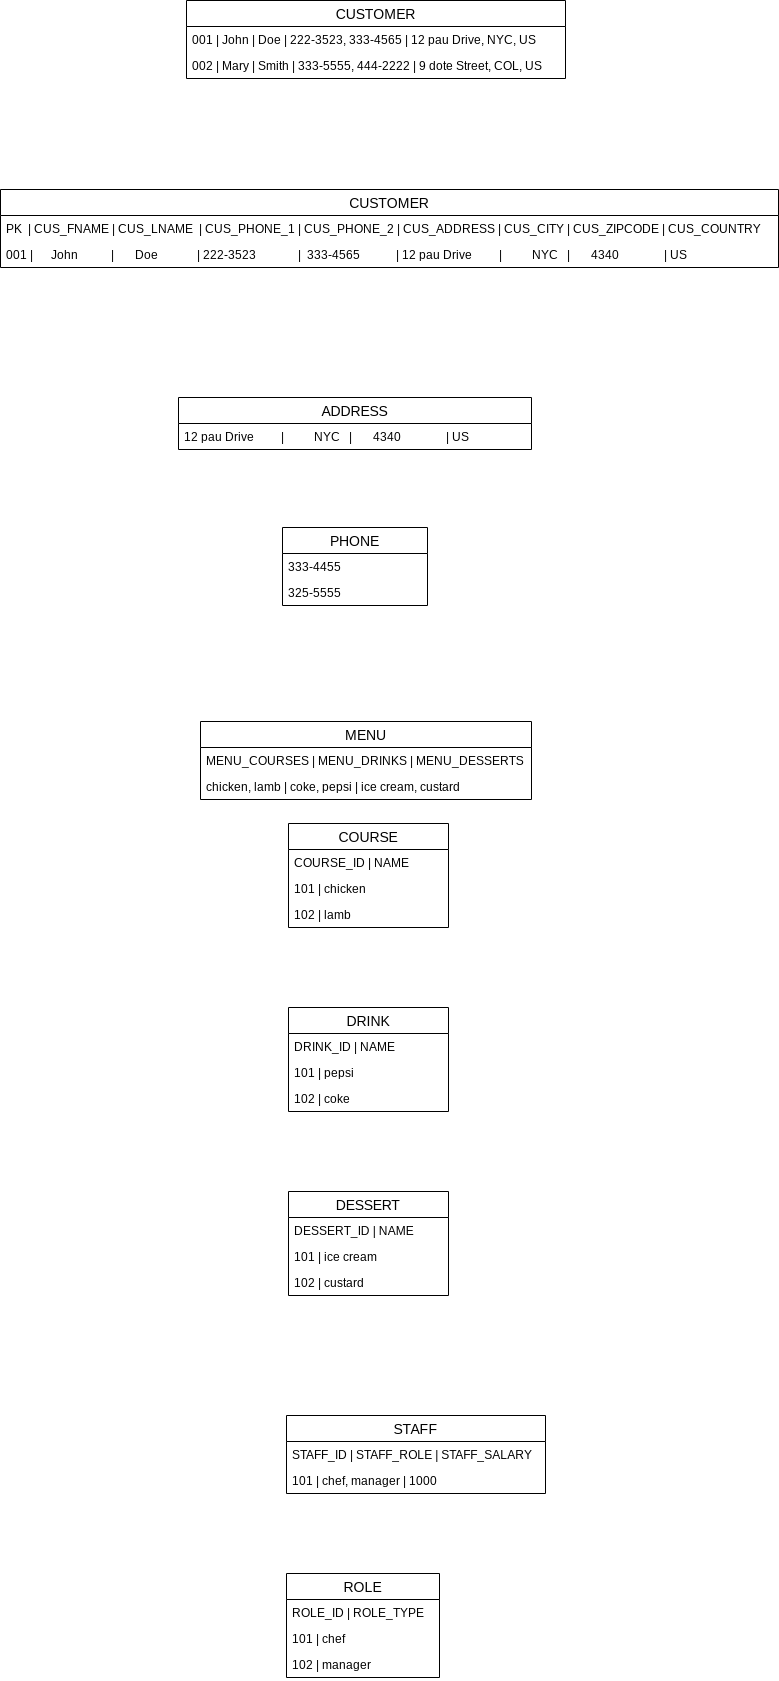 CUSTOMER
001 | John | Doe | 222-3523, 333-4565 | 12 pau Drive, NYC, US
002 | Mary | Smith | 333-5555, 444-2222 | 9 dote Street, COL, US
CUSTOMER
PK | CUS_FNAME | CUS_LNAME | CUS_PHONE_1 | CUS_PHONE_2 | CUS_ADDRESS | CUS_CITY | CUS_ZIPCODE | CUS_COUNTRY
001 | John | Doe | 222-3523 | 333-4565 | 12 pau Drive | NYC | 4340 | US
ADDRESS
12 pau Drive | NYC | 4340 | US
PHONE
333-4455
325-5555
MENU
MENU_COURSES | MENU_DRINKS | MENU_DESSERTS
chicken, lamb | coke, pepsi | ice cream, custard
COURSE
COURSE_ID | NAME
101 | chicken
102 | lamb
DRINK
DRINK_ID | NAME
101 | pepsi
102 | coke
DESSERT
DESSERT_ID | NAME
101 | ice cream
102 | custard
STAFF
STAFF_ID | STAFF_ROLE | STAFF_SALARY
101 | chef, manager | 1000
ROLE
ROLE_ID | ROLE_TYPE
101 | chef
102 | manager